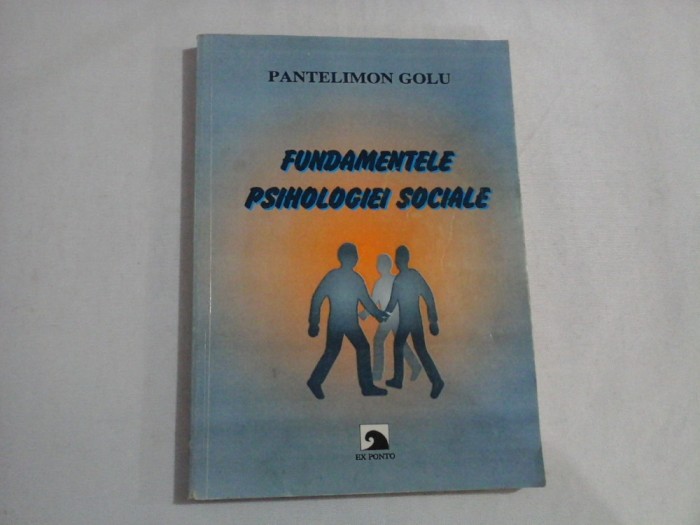 PANTELIMON GOLU
FUNDAMENTELE
PSIHOLOGIEI SOCIALE
EX PONTO